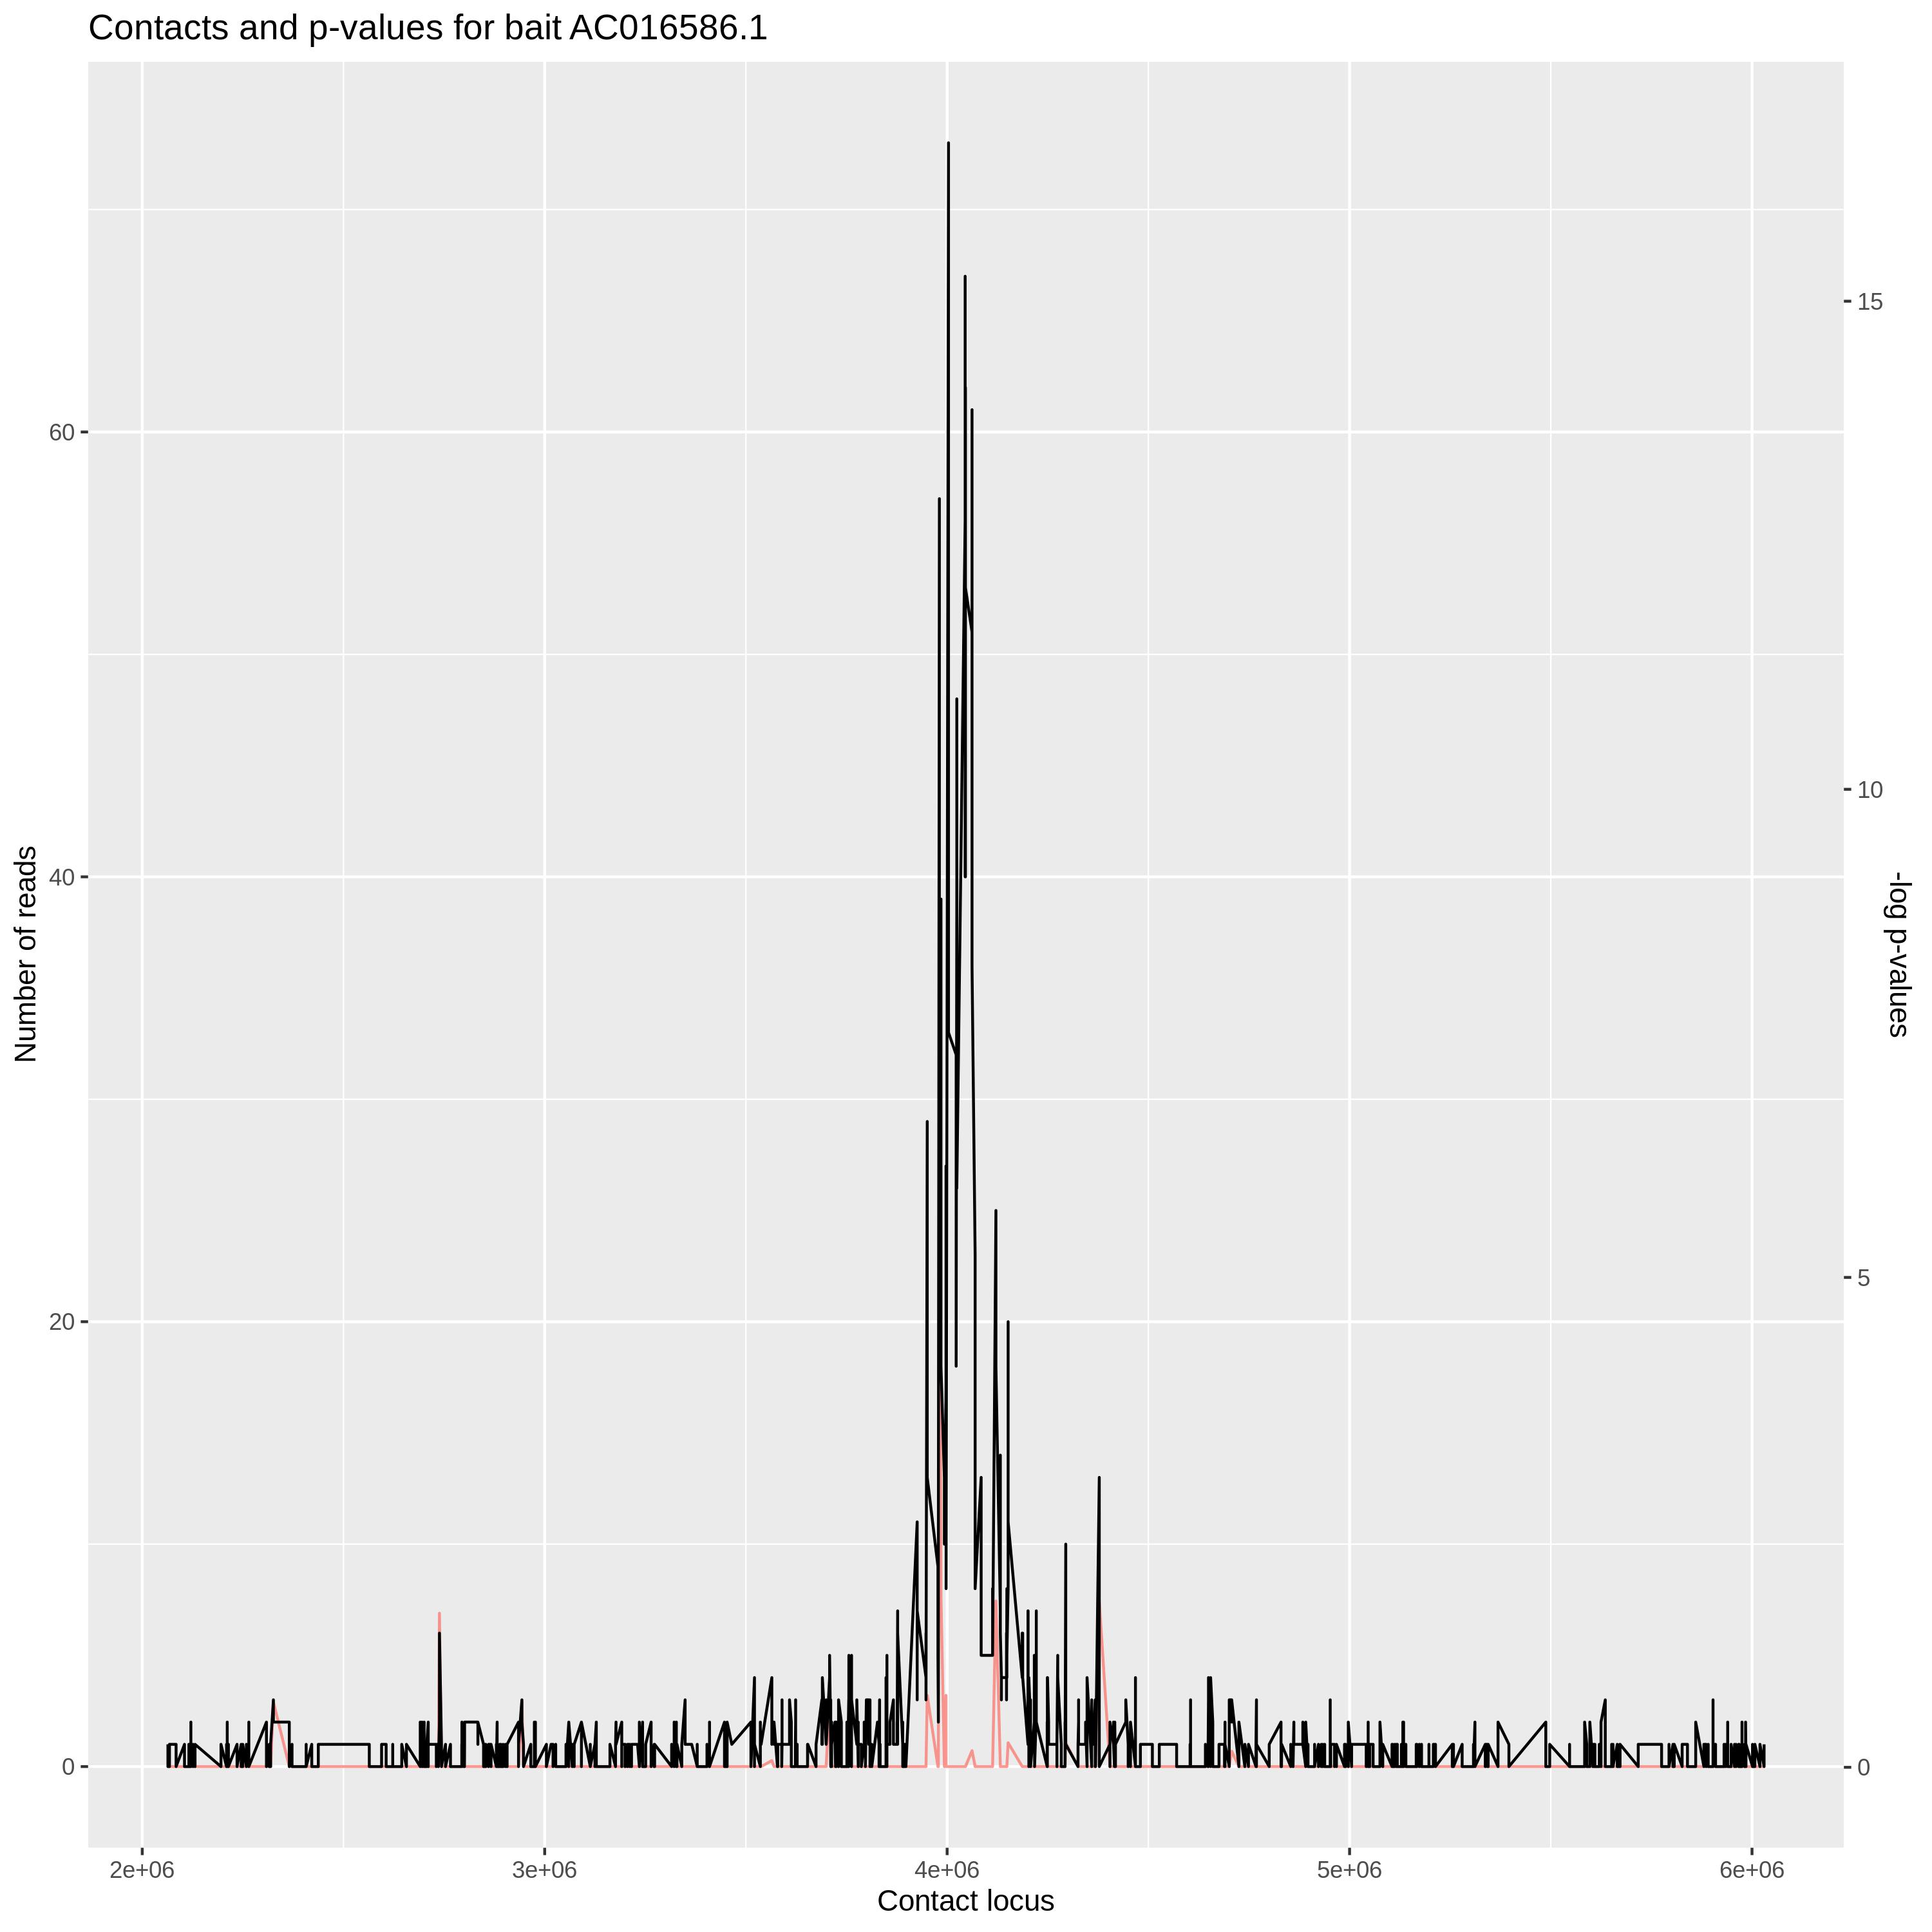 Contacts and p-values for bait AC016586.1
Number of reads
60
40
20
0
15
10
5
0
-log p-values
2e+06 3e+06 4e+06 5e+06 6e+06
Contact locus